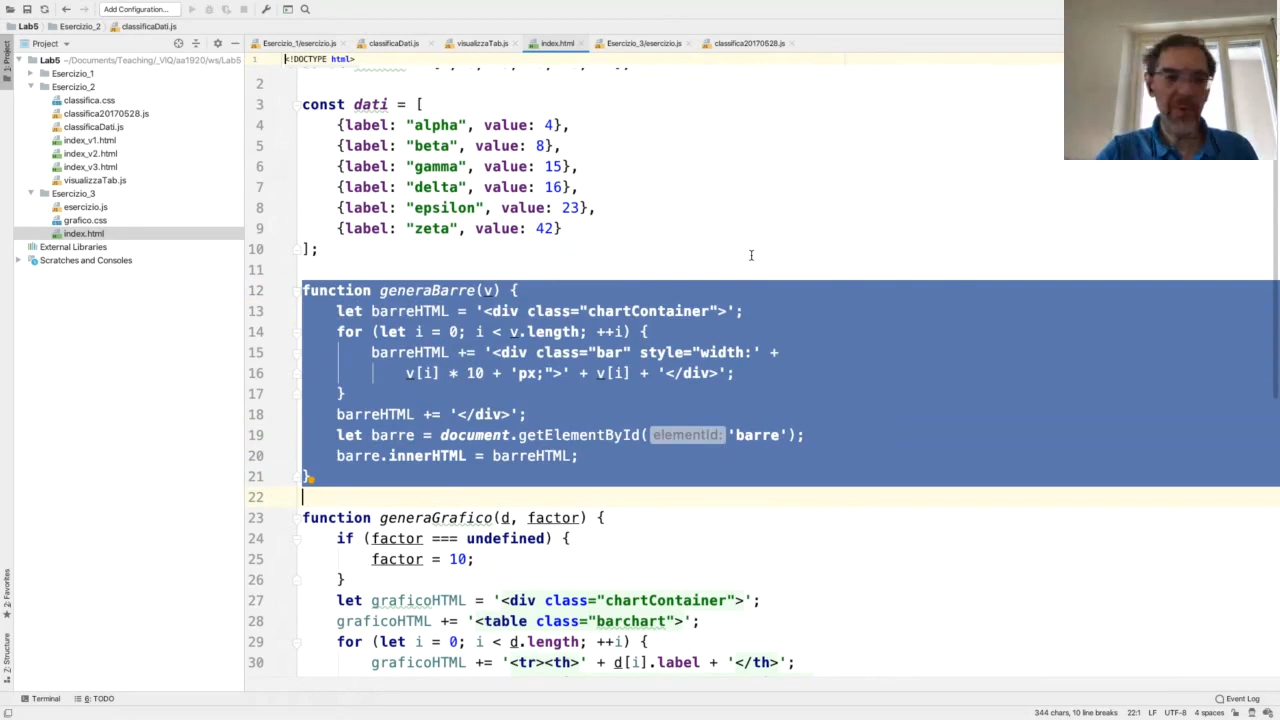 Add Configuration...
Lab5 Esercizio_2 classificaDati.js
Project
Esercizio_1/esercizio.js classificaDati.js visualizzaTab.js index.html Esercizio_3/esercizio.js classifica20170528.js
1: Project
Lab5 ~/Documents/Teaching/_VIQ/aa1920/ws/Lab5
Esercizio_1
Esercizio_2
classifica.css
classifica20170528.js
classificaDati.js
index_v1.html
index_v2.html
index_v3.html
visualizzaTab.js
Esercizio_3
esercizio.js
grafico.css
index.html
External Libraries
Scratches and Consoles
2: Favorites
7: Structure
1 <!DOCTYPE html>
2
3 const dati = [
4 {label: "alpha", value: 4},
5 {label: "beta", value: 8},
6 {label: "gamma", value: 15},
7 {label: "delta", value: 16},
8 {label: "epsilon", value: 23},
9 {label: "zeta", value: 42}
10 ];
11
12 function generaBarre(v) {
13 let barreHTML = '<div class="chartContainer">';
14 for (let i = 0; i < v.length; ++i) {
15 barreHTML += '<div class="bar" style="width:' +
16 v[i] * 10 + 'px;">' + v[i] + '</div>';
17 }
18 barreHTML += '</div>';
19 let barre = document.getElementById( elementId: 'barre');
20 barre.innerHTML = barreHTML;
21 }
22
23 function generaGrafico(d, factor) {
24 if (factor === undefined) {
25 factor = 10;
26 }
27 let graficoHTML = '<div class="chartContainer">';
28 graficoHTML += '<table class="barchart">';
29 for (let i = 0; i < d.length; ++i) {
30 graficoHTML += '<tr><th>' + d[i].label + '</th>';
Terminal 6: TODO Event Log
344 chars, 10 line breaks 22:1 LF UTF-8 4 spaces